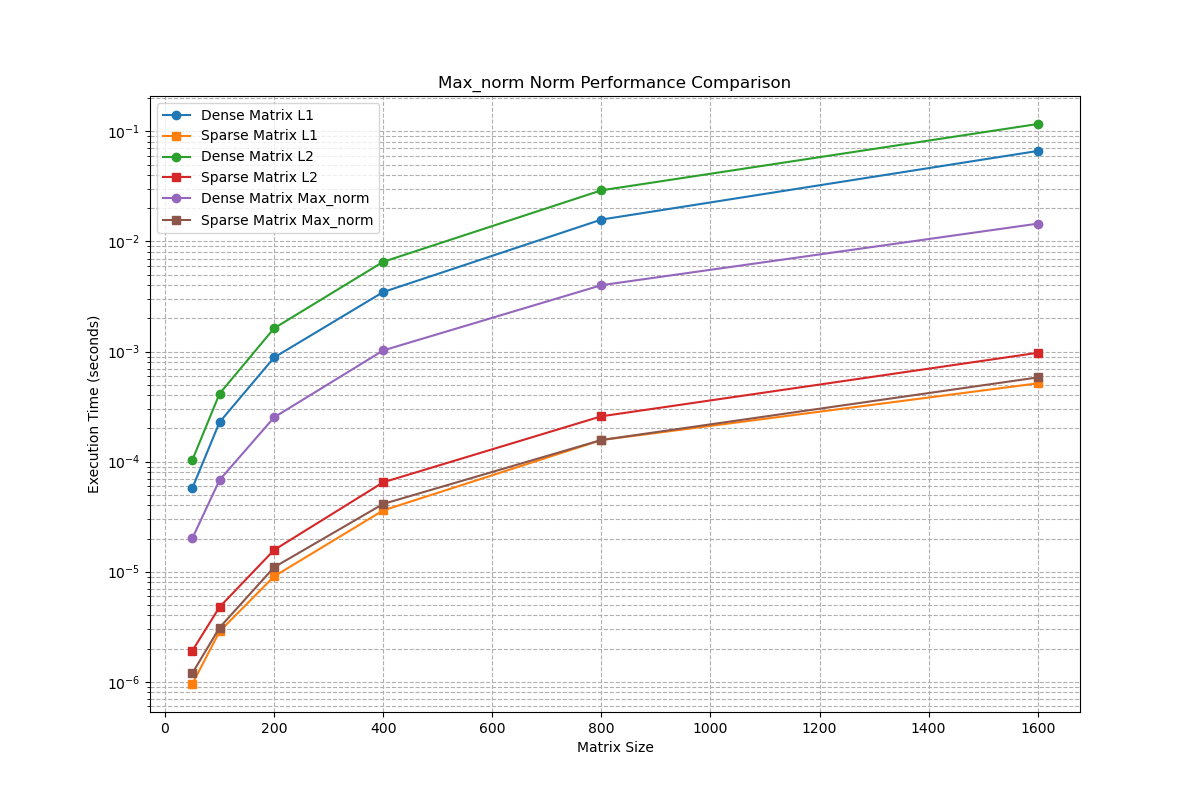 Max_norm Norm Performance Comparison
Dense Matrix L1
Sparse Matrix L1
Dense Matrix L2
Sparse Matrix L2
Dense Matrix Max_norm
Sparse Matrix Max_norm
Execution Time (seconds)
10⁻¹
10⁻²
10⁻³
10⁻⁴
10⁻⁵
10⁻⁶
0 200 400 600 800 1000 1200 1400 1600
Matrix Size